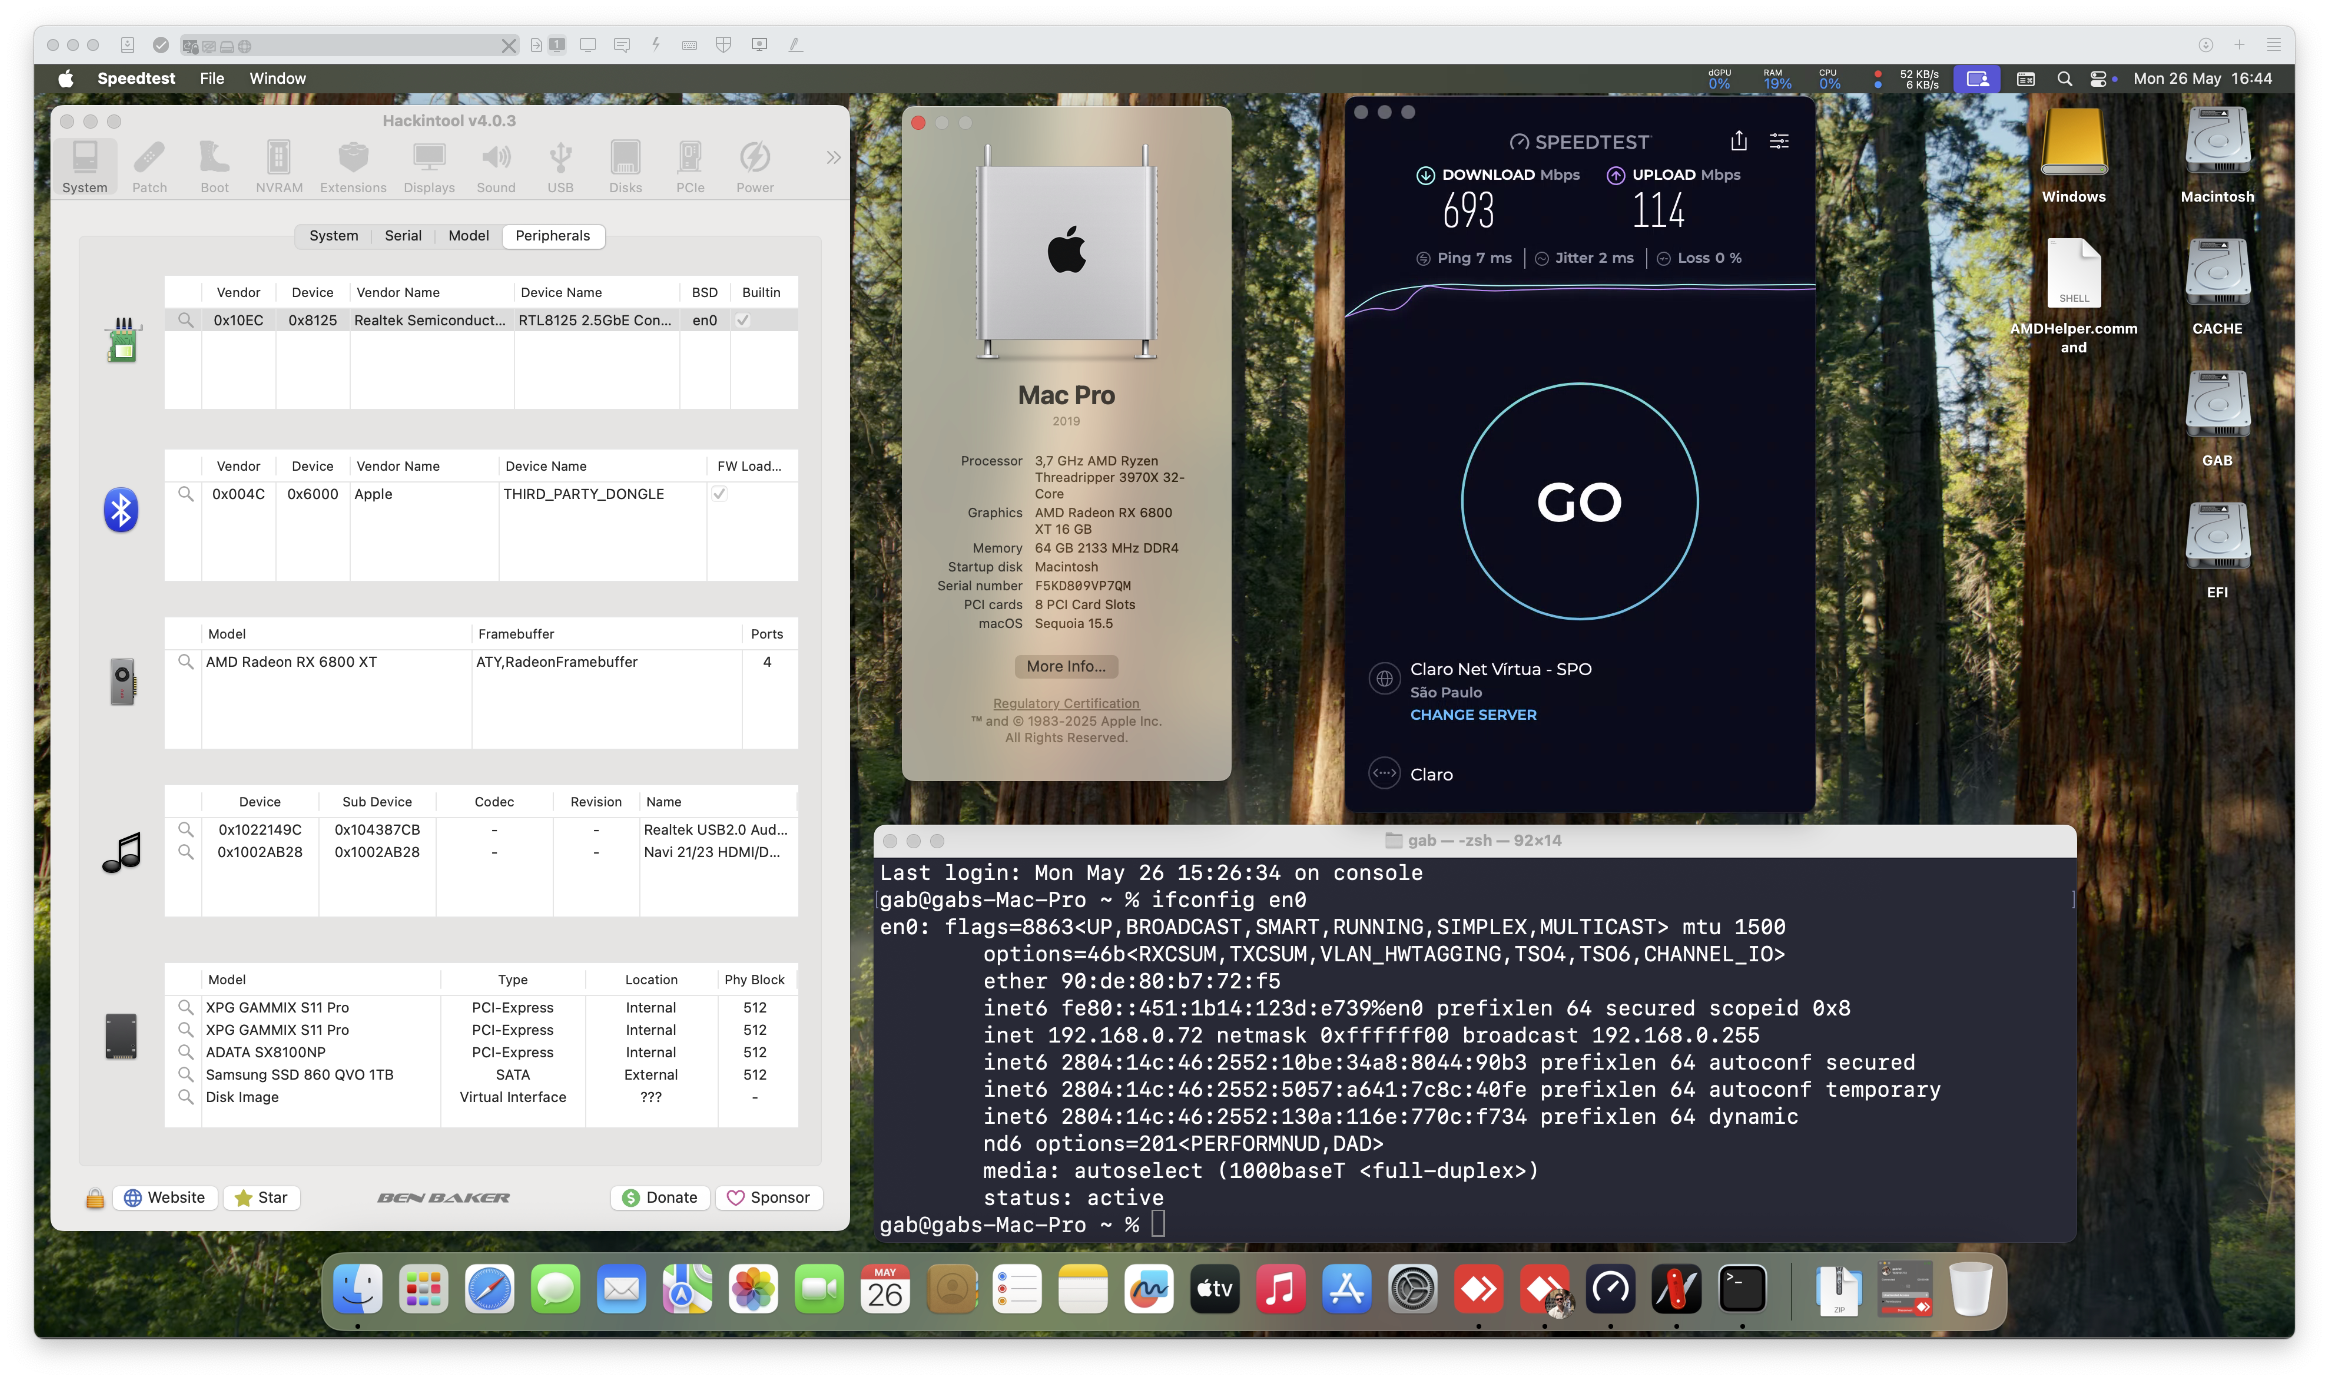 1
Speedtest File Window
dGPU RAM CPU 52 KB/s
0% 19% 0% 6 KB/s
Mon 26 May 16:44
Hackintool v4.0.3
System Patch Boot NVRAM Extensions Displays Sound USB Disks PCIe Power
System Serial Model Peripherals
Vendor Device Vendor Name Device Name BSD Builtin
0x10EC 0x8125 Realtek Semiconduct... RTL8125 2.5GbE Con... en0
Vendor Device Vendor Name Device Name FW Load...
0x004C 0x6000 Apple THIRD_PARTY_DONGLE
Model Framebuffer Ports
AMD Radeon RX 6800 XT ATY,RadeonFramebuffer 4
Device Sub Device Codec Revision Name
0x1022149C 0x104387CB - - Realtek USB2.0 Aud...
0x1002AB28 0x1002AB28 - - Navi 21/23 HDMI/D...
Model Type Location Phy Block
XPG GAMMIX S11 Pro PCI-Express Internal 512
XPG GAMMIX S11 Pro PCI-Express Internal 512
ADATA SX8100NP PCI-Express Internal 512
Samsung SSD 860 QVO 1TB SATA External 512
Disk Image Virtual Interface ??? -
Website Star BEN BAKER Donate Sponsor
Mac Pro
2019
Processor 3,7 GHz AMD Ryzen
Threadripper 3970X 32-
Core
Graphics AMD Radeon RX 6800
XT 16 GB
Memory 64 GB 2133 MHz DDR4
Startup disk Macintosh
Serial number F5KD809VP7QM
PCI cards 8 PCI Card Slots
macOS Sequoia 15.5
More Info...
Regulatory Certification
™ and © 1983-2025 Apple Inc.
All Rights Reserved.
SPEEDTEST
DOWNLOAD Mbps UPLOAD Mbps
693 114
Ping 7 ms Jitter 2 ms Loss 0 %
GO
Claro Net Vírtua - SPO
São Paulo
CHANGE SERVER
Claro
Windows
Macintosh
SHELL
AMDHelper.comm
and
CACHE
GAB
EFI
gab — -zsh — 92×14
Last login: Mon May 26 15:26:34 on console
[gab@gabs-Mac-Pro ~ % ifconfig en0 ]
en0: flags=8863<UP,BROADCAST,SMART,RUNNING,SIMPLEX,MULTICAST> mtu 1500
options=46b<RXCSUM,TXCSUM,VLAN_HWTAGGING,TSO4,TSO6,CHANNEL_IO>
ether 90:de:80:b7:72:f5
inet6 fe80::451:1b14:123d:e739%en0 prefixlen 64 secured scopeid 0x8
inet 192.168.0.72 netmask 0xffffff00 broadcast 192.168.0.255
inet6 2804:14c:46:2552:10be:34a8:8044:90b3 prefixlen 64 autoconf secured
inet6 2804:14c:46:2552:5057:a641:7c8c:40fe prefixlen 64 autoconf temporary
inet6 2804:14c:46:2552:130a:116e:770c:f734 prefixlen 64 dynamic
nd6 options=201<PERFORMNUD,DAD>
media: autoselect (1000baseT <full-duplex>)
status: active
gab@gabs-Mac-Pro ~ %
MAY
26
tv
>_
ZIP